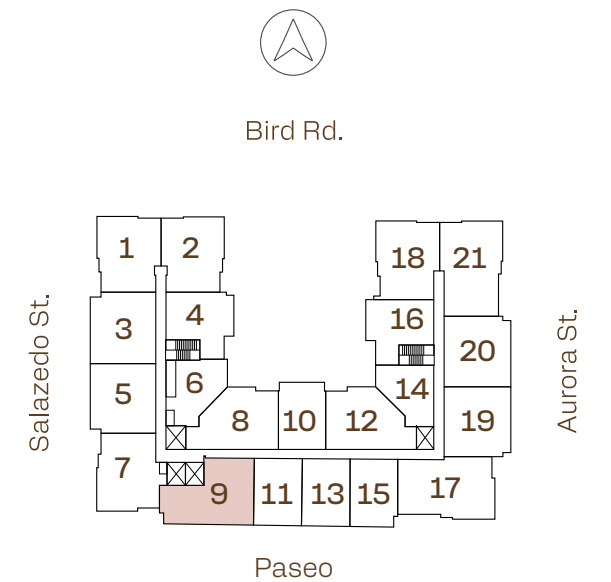 Bird Rd.
1 2 18 21
Salazedo St.
Aurora St.
3 4 16 20
5 6 14 19
8 10 12
7 9 11 13 15 17
Paseo